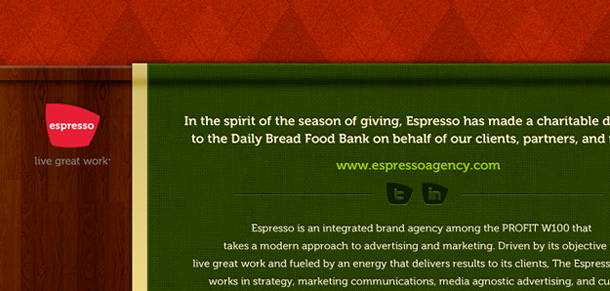 espresso
live great work
In the spirit of the season of giving, Espresso has made a charitable
to the Daily Bread Food Bank on behalf of our clients, partners, and
www.espressoagency.com
t in
Espresso is an integrated brand agency among the PROFIT W100 that
takes a modern approach to advertising and marketing. Driven by its objective
live great work and fueled by an energy that delivers results to its clients, The
works in strategy, marketing communications, media agnostic advertising, and